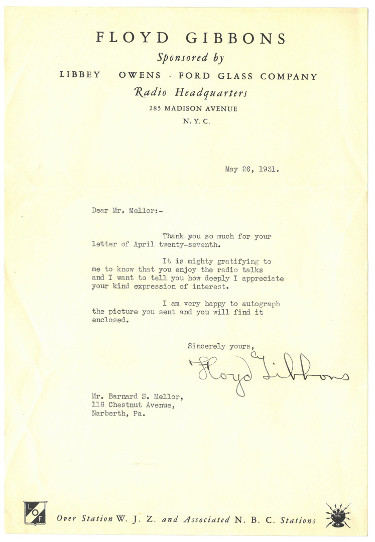 FLOYD GIBBONS
Sponsored by
LIBBEY OWENS - FORD GLASS COMPANY
Radio Headquarters
285 MADISON AVENUE
N.Y.C.
May 26, 1931.
Dear Mr. Mellor:-
Thank you so much for your
letter of April twenty-seventh.
It is mighty gratifying to
me to know that you enjoy the radio talks
and I want to tell you how deeply I appreciate
your kind expression of interest.
I am very happy to autograph
the picture you sent and you will find it
enclosed.
Sincerely yours,
Floyd Gibbons
Mr. Barnard S. Mellor,
118 Chestnut Avenue,
Narberth, Pa.
L O F
Over Station W. J. Z. and Associated N. B. C. Stations